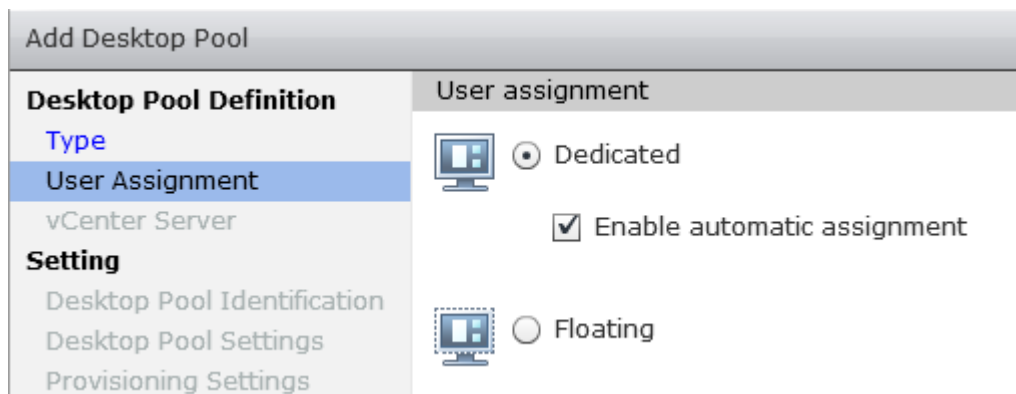 Add Desktop Pool
Desktop Pool Definition
Type
User Assignment
vCenter Server
Setting
Desktop Pool Identification
Desktop Pool Settings
Provisioning Settings
User assignment
Dedicated
Enable automatic assignment
Floating